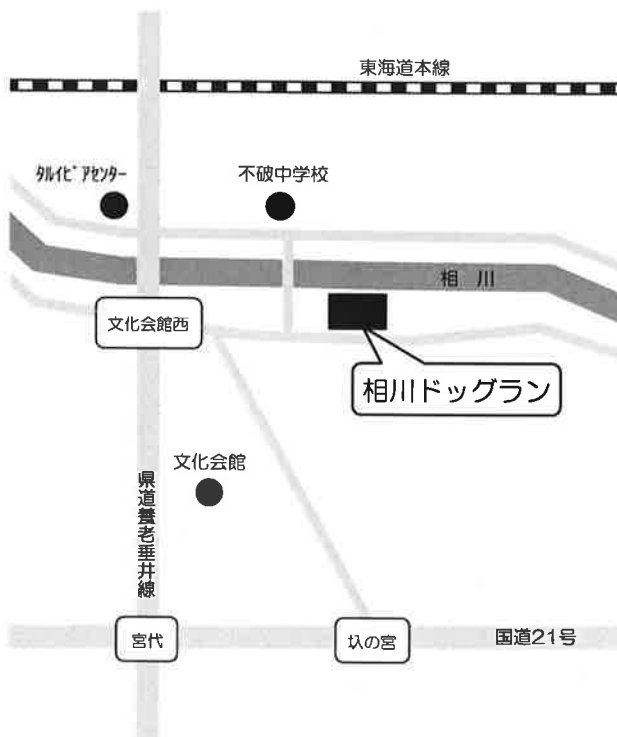 東海道本線
タルイピアセンター
不破中学校
相川
文化会館西
相川ドッグラン
文化会館
県道養老垂井線
宮代
圦の宮
国道21号